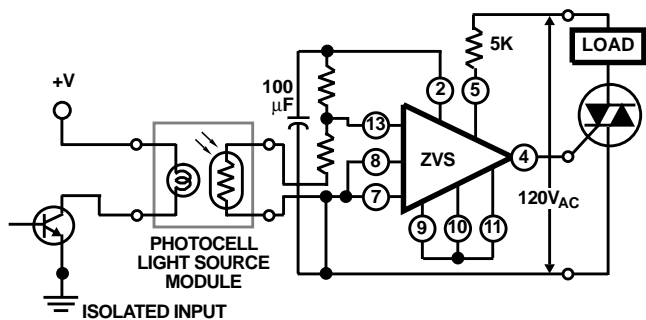 5K
LOAD
100
µF
+V
2
5
13
8
ZVS
4
7
120VAC
9
10
11
PHOTOCELL
LIGHT SOURCE
MODULE
ISOLATED INPUT